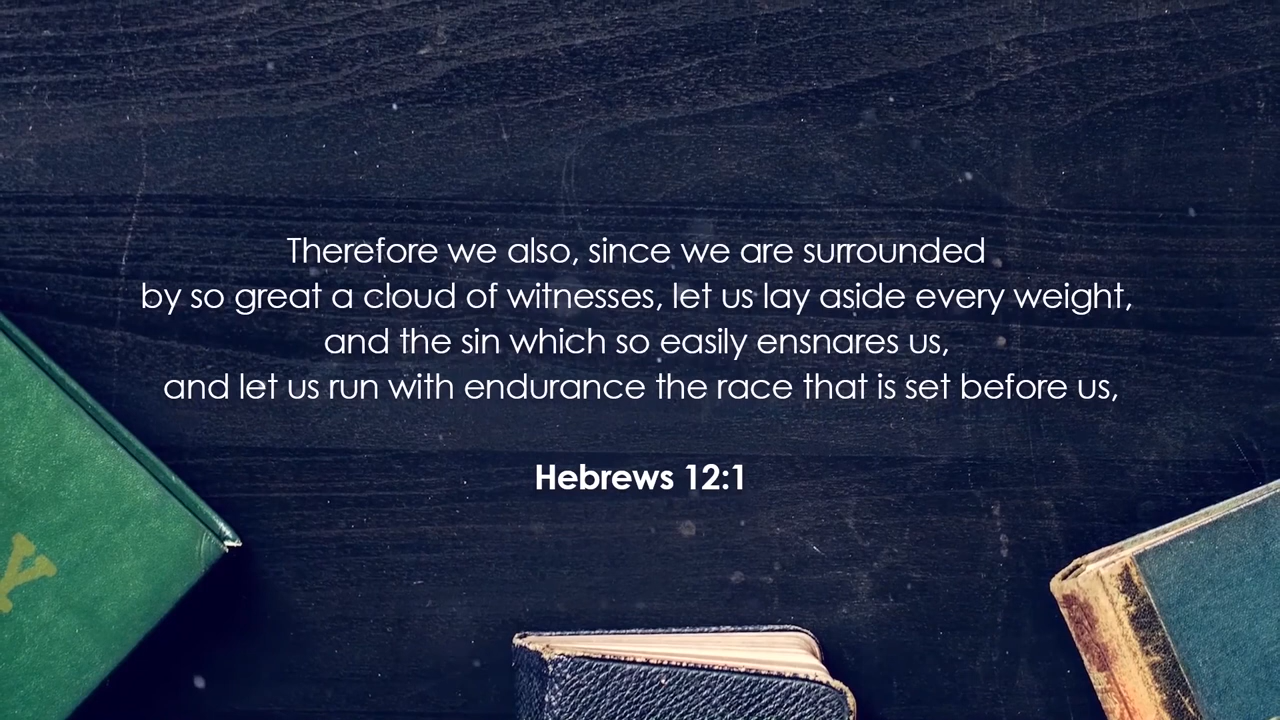 Therefore we also, since we are surrounded
by so great a cloud of witnesses, let us lay aside every weight,
and the sin which so easily ensnares us,
and let us run with endurance the race that is set before us,
Hebrews 12:1
Y